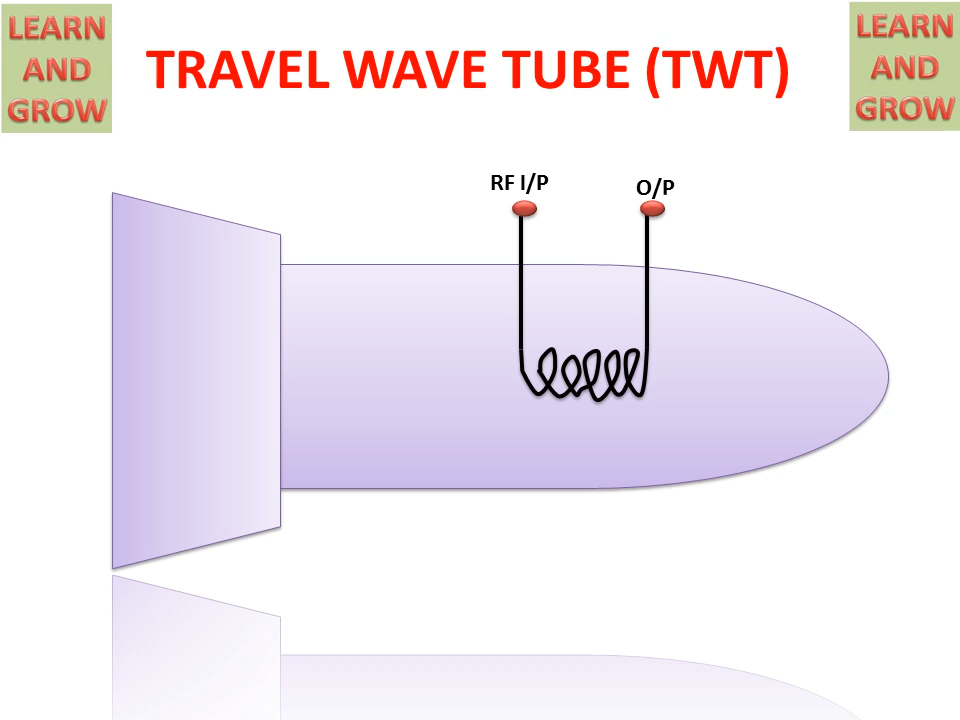 LEARN
AND
GROW
TRAVEL WAVE TUBE (TWT)
LEARN
AND
GROW
RF I/P
O/P